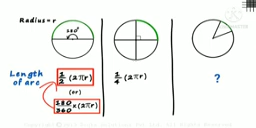 Radius = r
180°
Length of arc
1/2 (2πr)
(or)
180/360 × (2πr)
1/4 (2πr)
?